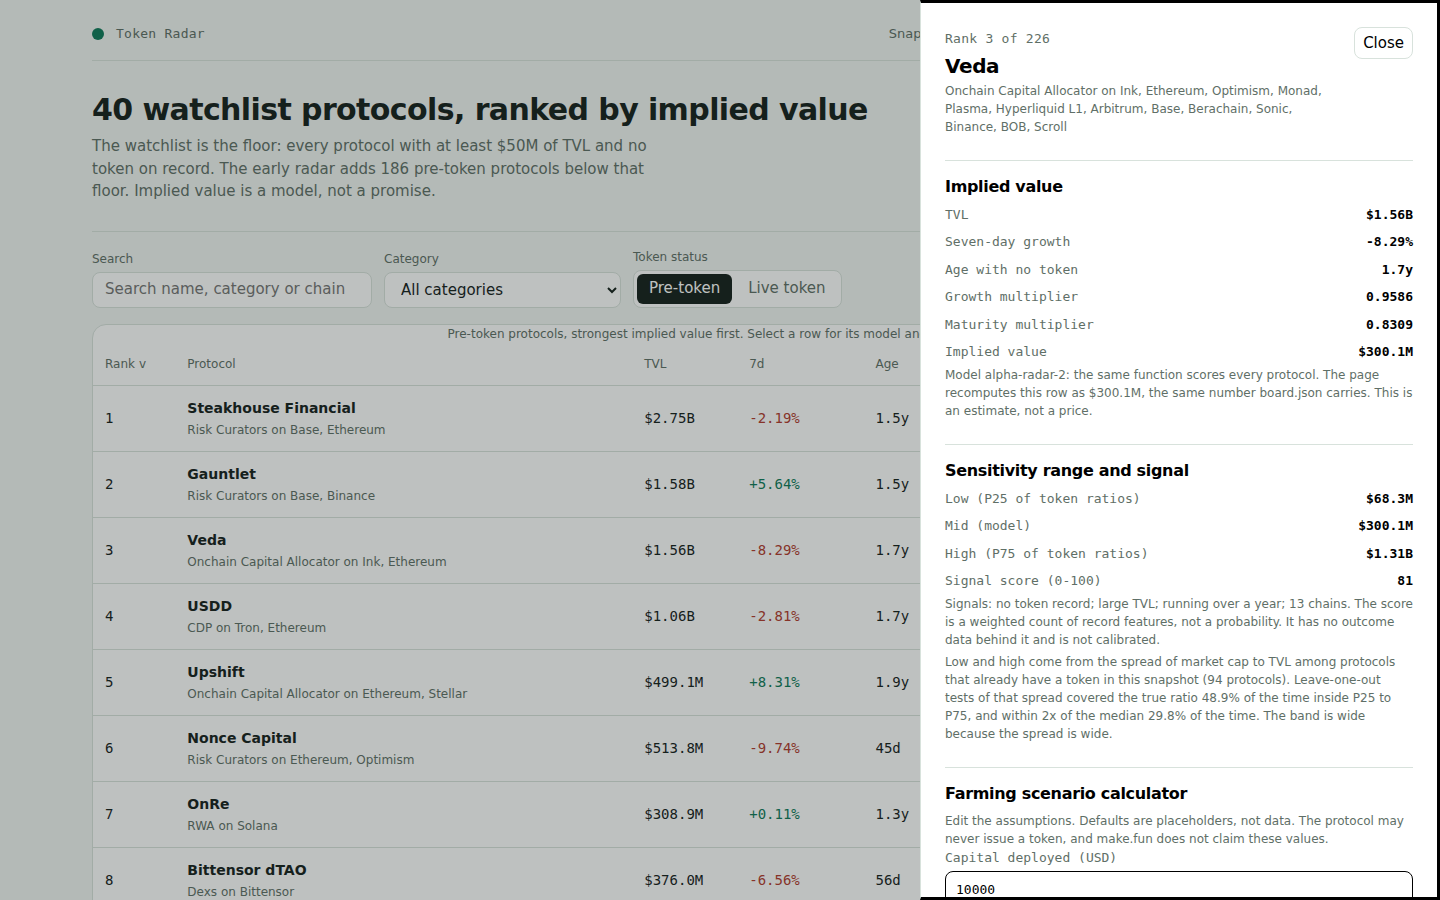 Token Radar
Snap
40 watchlist protocols, ranked by implied value
The watchlist is the floor: every protocol with at least $50M of TVL and no
token on record. The early radar adds 186 pre-token protocols below that
floor. Implied value is a model, not a promise.
Search
Category
Token status
Search name, category or chain
All categories
Pre-token
Live token
Pre-token protocols, strongest implied value first. Select a row for its model an
Rank v
Protocol
TVL
7d
Age
1
Steakhouse Financial
Risk Curators on Base, Ethereum
$2.75B
-2.19%
1.5y
2
Gauntlet
Risk Curators on Base, Binance
$1.58B
+5.64%
1.5y
3
Veda
Onchain Capital Allocator on Ink, Ethereum
$1.56B
-8.29%
1.7y
4
USDD
CDP on Tron, Ethereum
$1.06B
-2.81%
1.7y
5
Upshift
Onchain Capital Allocator on Ethereum, Stellar
$499.1M
+8.31%
1.9y
6
Nonce Capital
Risk Curators on Ethereum, Optimism
$513.8M
-9.74%
45d
7
OnRe
RWA on Solana
$308.9M
+0.11%
1.3y
8
Bittensor dTAO
Dexs on Bittensor
$376.0M
-6.56%
56d
Rank 3 of 226
Close
Veda
Onchain Capital Allocator on Ink, Ethereum, Optimism, Monad,
Plasma, Hyperliquid L1, Arbitrum, Base, Berachain, Sonic,
Binance, BOB, Scroll
Implied value
TVL $1.56B
Seven-day growth -8.29%
Age with no token 1.7y
Growth multiplier 0.9586
Maturity multiplier 0.8309
Implied value $300.1M
Model alpha-radar-2: the same function scores every protocol. The page
recomputes this row as $300.1M, the same number board.json carries. This is
an estimate, not a price.
Sensitivity range and signal
Low (P25 of token ratios) $68.3M
Mid (model) $300.1M
High (P75 of token ratios) $1.31B
Signal score (0-100) 81
Signals: no token record; large TVL; running over a year; 13 chains. The score
is a weighted count of record features, not a probability. It has no outcome
data behind it and is not calibrated.
Low and high come from the spread of market cap to TVL among protocols
that already have a token in this snapshot (94 protocols). Leave-one-out
tests of that spread covered the true ratio 48.9% of the time inside P25 to
P75, and within 2x of the median 29.8% of the time. The band is wide
because the spread is wide.
Farming scenario calculator
Edit the assumptions. Defaults are placeholders, not data. The protocol may
never issue a token, and make.fun does not claim these values.
Capital deployed (USD)
10000